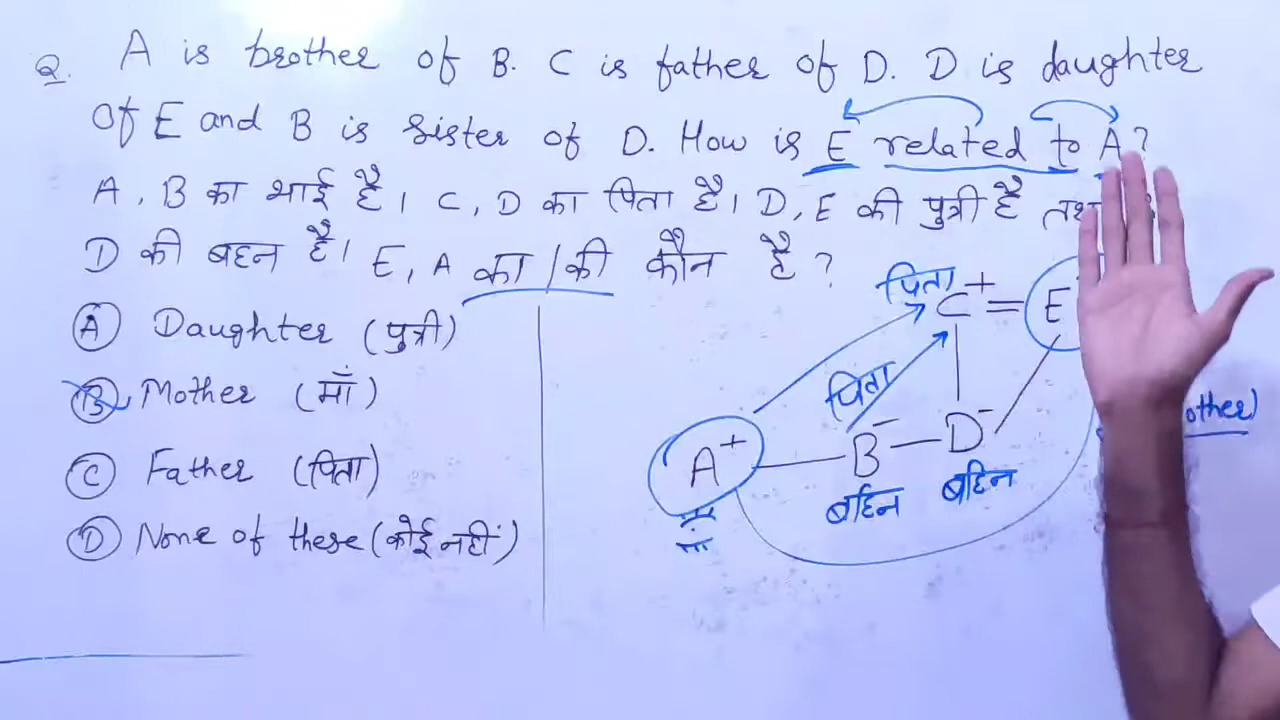 Q. A is brother of B. C is father of D. D is daughter
of E and B is sister of D. How is E related to A?
A, B का भाई है। C, D का पिता है। D, E की पुत्री है
D की बहन है। E, A का/की कौन है?
A Daughter (पुत्री)
B Mother (माँ)
C Father (पिता)
D None of these (कोई नहीं)
पिता C+ = E
पिता
A+ B- D-
बहिन बहिन
other)